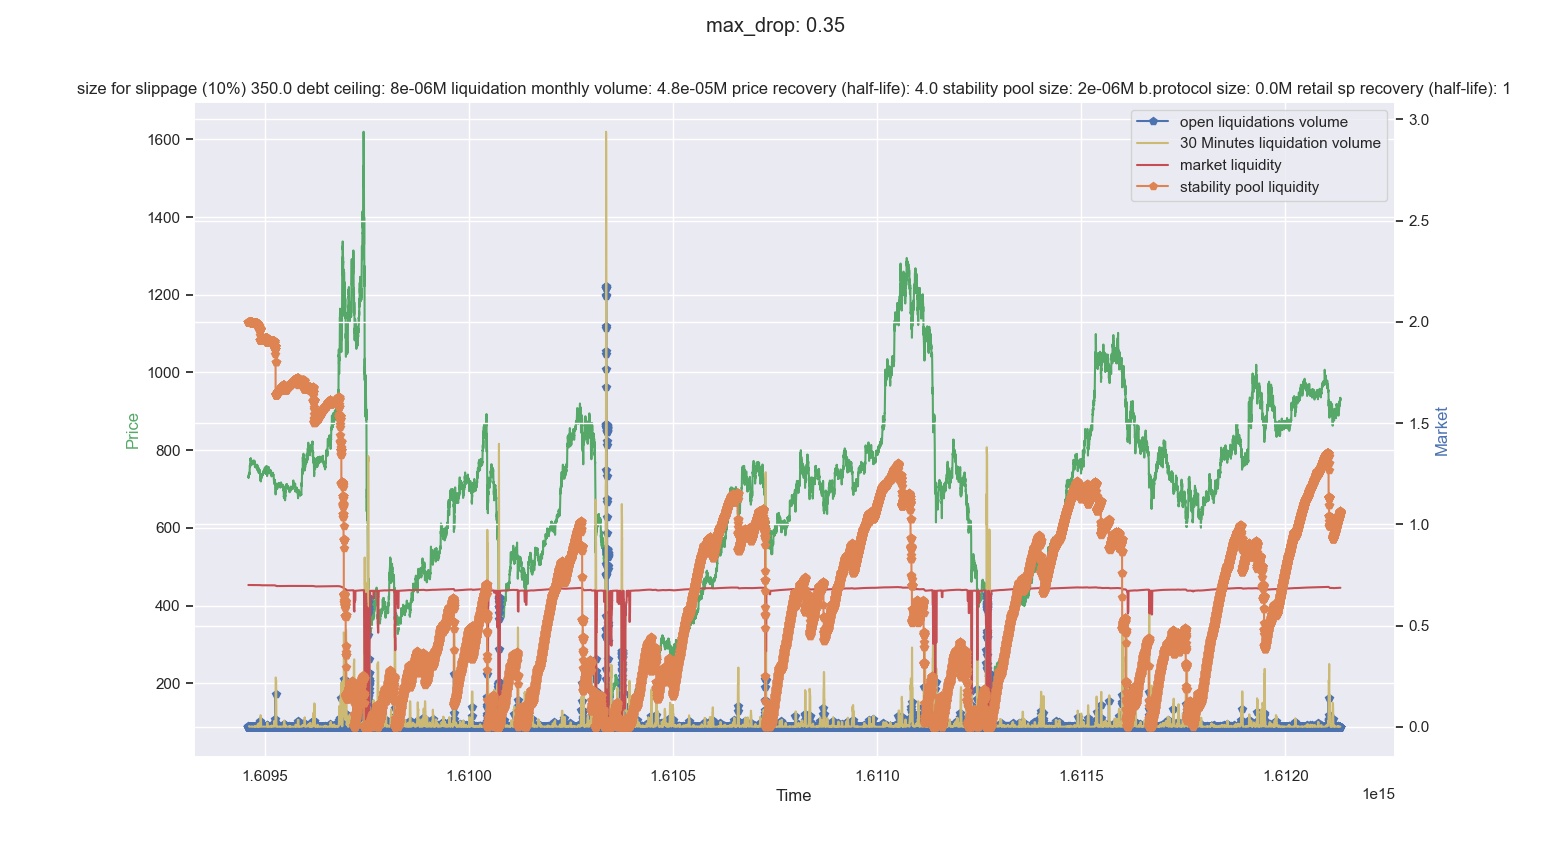 max_drop: 0.35
size for slippage (10%) 350.0 debt ceiling: 8e-06M liquidation monthly volume: 4.8e-05M price recovery (half-life): 4.0 stability pool size: 2e-06M b.protocol size: 0.0M retail sp recovery (half-life): 1
open liquidations volume
30 Minutes liquidation volume
market liquidity
stability pool liquidity
1600
1400
1200
1000
800
600
400
200
Price
3.0
2.5
2.0
1.5
1.0
0.5
0.0
Market
1.6095 1.6100 1.6105 1.6110 1.6115 1.6120
Time
1e15